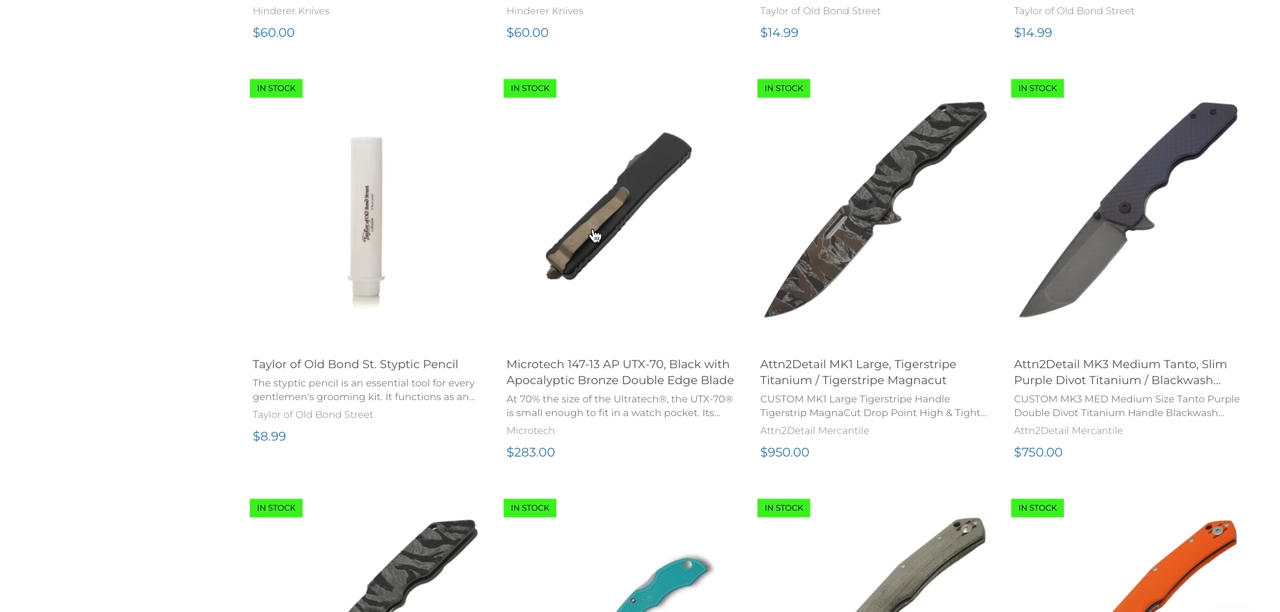 Hinderer Knives
Hinderer Knives
Taylor of Old Bond Street
Taylor of Old Bond Street
$60.00
$60.00
$14.99
$14.99
IN STOCK
IN STOCK
IN STOCK
IN STOCK
Taylor of Old Bond Street
Taylor of Old Bond St. Styptic Pencil
The styptic pencil is an essential tool for every
gentlemen's grooming kit. It functions as an...
Taylor of Old Bond Street
$8.99
Microtech 147-13 AP UTX-70, Black with
Apocalyptic Bronze Double Edge Blade
At 70% the size of the Ultratech®, the UTX-70®
is small enough to fit in a watch pocket. Its...
Microtech
$283.00
Attn2Detail MK1 Large, Tigerstripe
Titanium / Tigerstripe Magnacut
CUSTOM MK1 Large Tigerstripe Handle
Tigerstrip MagnaCut Drop Point High & Tight...
Attn2Detail Mercantile
$950.00
Attn2Detail MK3 Medium Tanto, Slim
Purple Divot Titanium / Blackwash...
CUSTOM MK3 MED Medium Size Tanto Purple
Double Divot Titanium Handle Blackwash...
Attn2Detail Mercantile
$750.00
IN STOCK
IN STOCK
IN STOCK
IN STOCK